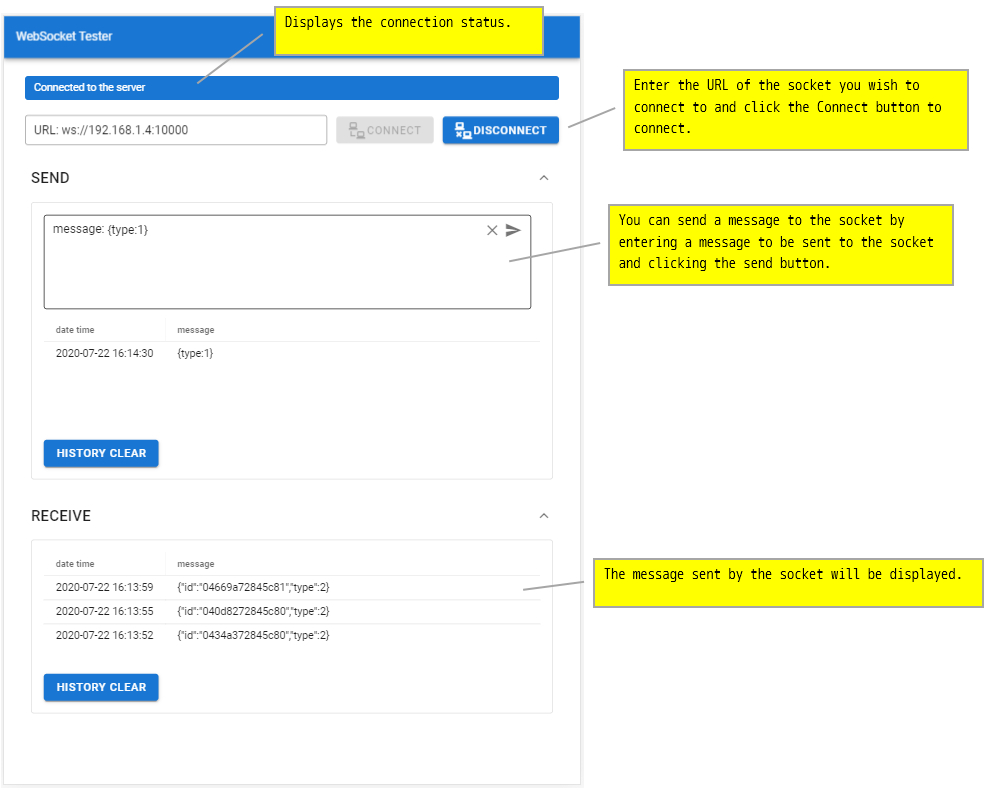 Displays the connection status.
WebSocket Tester
Connected to the server
Enter the URL of the socket you wish to
connect to and click the Connect button to
connect.
URL: ws://192.168.1.4:10000
CONNECT
DISCONNECT
SEND
You can send a message to the socket by
entering a message to be sent to the socket
and clicking the send button.
message: {type:1}
date time message
2020-07-22 16:14:30 {type:1}
HISTORY CLEAR
RECEIVE
The message sent by the socket will be displayed.
date time message
2020-07-22 16:13:59 {"id":"04669a72845c81","type":2}
2020-07-22 16:13:55 {"id":"040d8272845c80","type":2}
2020-07-22 16:13:52 {"id":"0434a372845c80","type":2}
HISTORY CLEAR